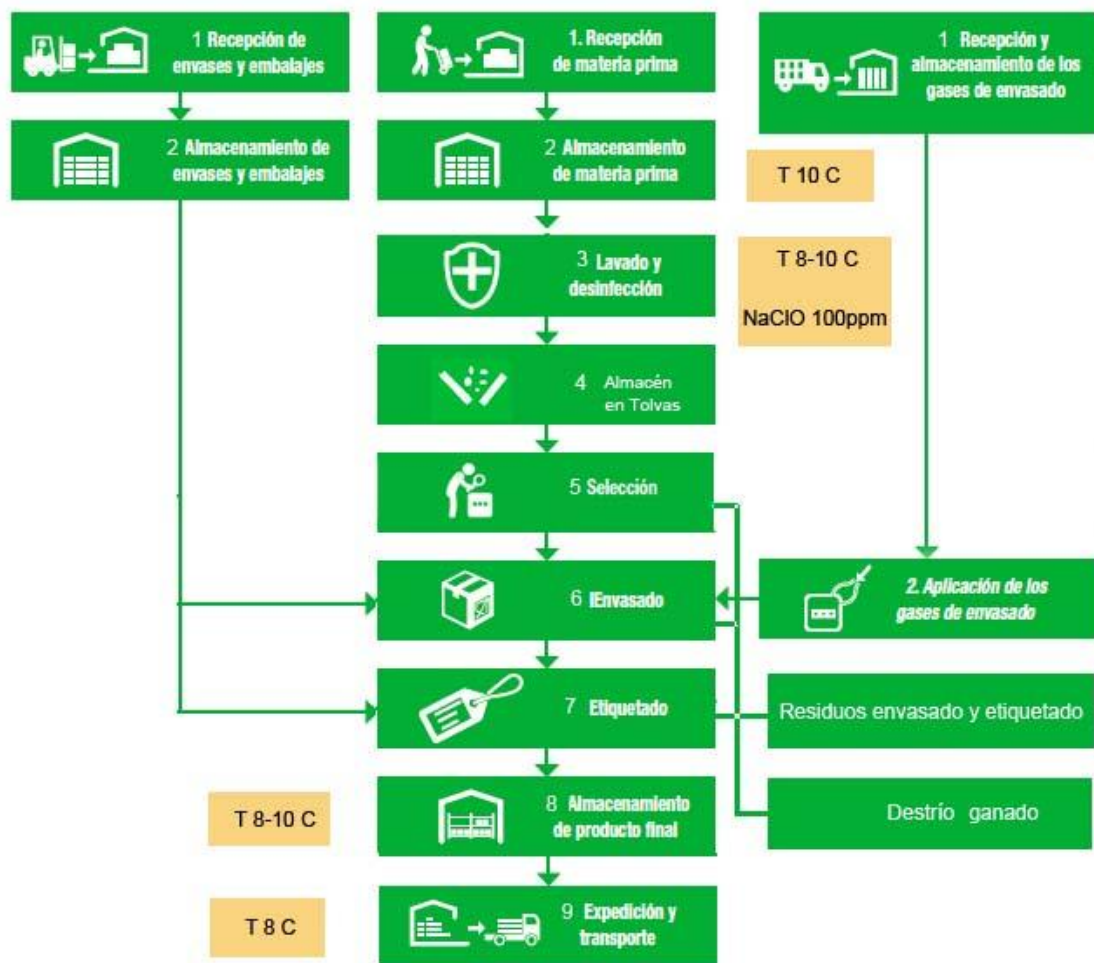 1 Recepción de
envases y embalajes
1. Recepción
de materia prima
1 Recepción y
almacenamiento de los
gases de envasado
2 Almacenamiento de
envases y embalajes
2 Almacenamiento
de materia prima
T 10 C
3 Lavado y
desinfección
T 8-10 C
NaClO 100ppm
4 Almacén
en Tolvas
5 Selección
6 IEnvasado
2. Aplicación de los
gases de envasado
7 Etiquetado
Residuos envasado y etiquetado
T 8-10 C
8 Almacenamiento
de producto final
Destrío ganado
T 8 C
9 Expedición y
transporte